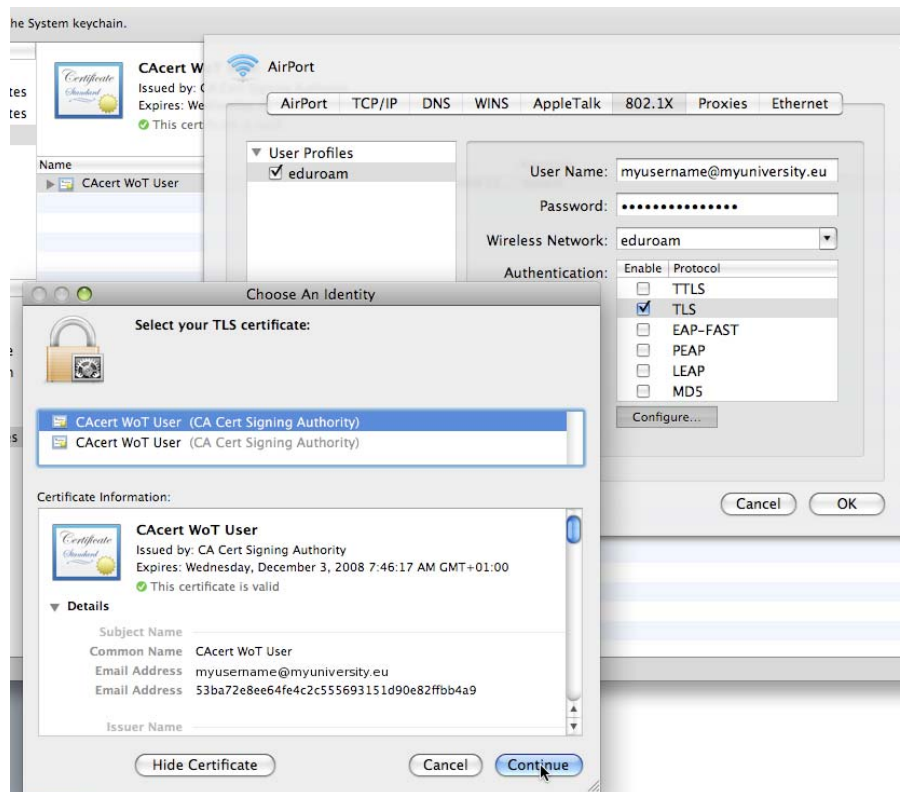 he System keychain.
tes
tes
Certificate
Standard
CAcert W
Issued by: C
Expires: We
This cert
Name
CAcert WoT User
AirPort
AirPort TCP/IP DNS WINS AppleTalk 802.1X Proxies Ethernet
User Profiles
eduroam
User Name: myusername@myuniversity.eu
Password: •••••••••••••••
Wireless Network: eduroam
Authentication: Enable Protocol
TTLS
TLS
EAP-FAST
PEAP
LEAP
MD5
Configure...
Cancel OK
Choose An Identity
Select your TLS certificate:
CAcert WoT User (CA Cert Signing Authority)
CAcert WoT User (CA Cert Signing Authority)
Certificate Information:
Certificate
Standard
CAcert WoT User
Issued by: CA Cert Signing Authority
Expires: Wednesday, December 3, 2008 7:46:17 AM GMT+01:00
This certificate is valid
Details
Subject Name
Common Name CAcert WoT User
Email Address myusername@myuniversity.eu
Email Address 53ba72e8ee64fe4c2c555693151d90e82ffbb4a9
Issuer Name
Hide Certificate Cancel Continue